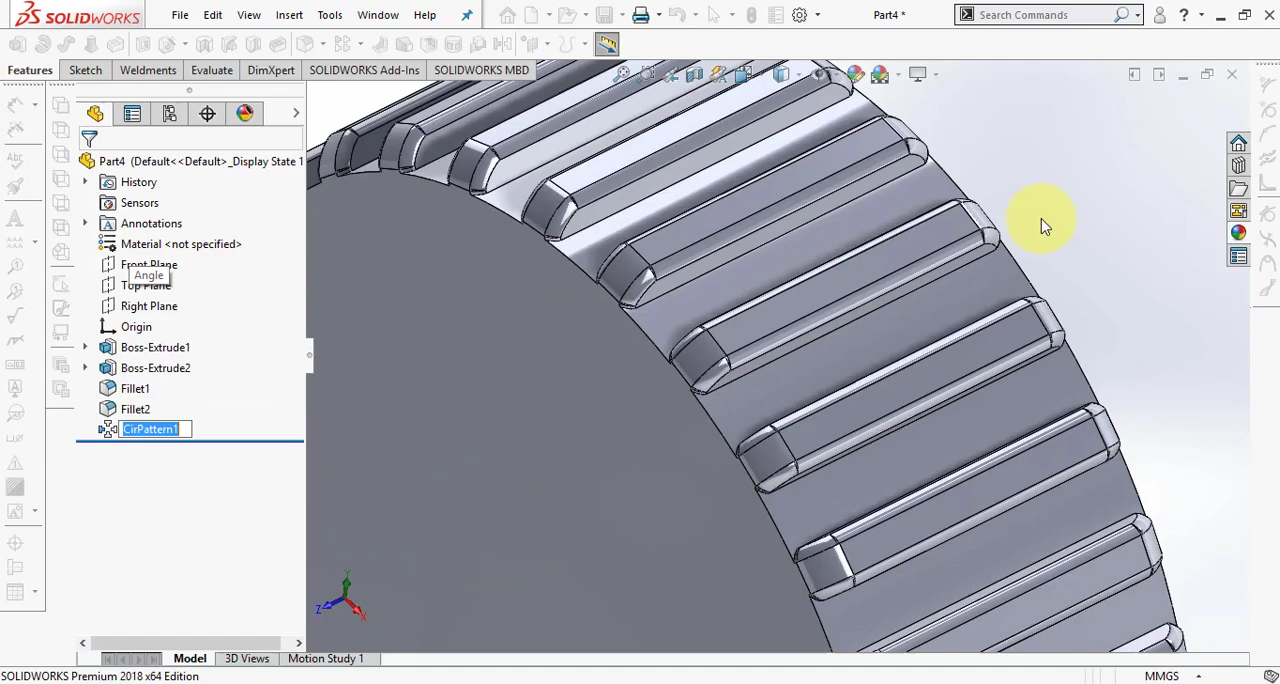 DS SOLIDWORKS File Edit View Insert Tools Window Help Part4 * Search Commands ?
Features Sketch Weldments Evaluate DimXpert SOLIDWORKS Add-Ins SOLIDWORKS MBD
Part4 (Default<<Default>_Display State 1
History
Sensors
Annotations
Material <not specified>
Front Plane
Angle
Top Plane
Right Plane
Origin
Boss-Extrude1
Boss-Extrude2
Fillet1
Fillet2
CirPattern1
Y
Z
X
Model 3D Views Motion Study 1
SOLIDWORKS Premium 2018 x64 Edition MMGS